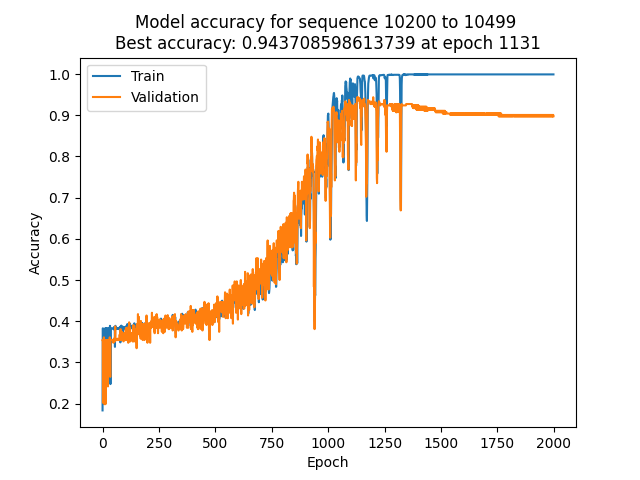 Model accuracy for sequence 10200 to 10499
Best accuracy: 0.943708598613739 at epoch 1131
Train
Validation
1.0
0.9
0.8
0.7
0.6
0.5
0.4
0.3
0.2
Accuracy
0 250 500 750 1000 1250 1500 1750 2000
Epoch